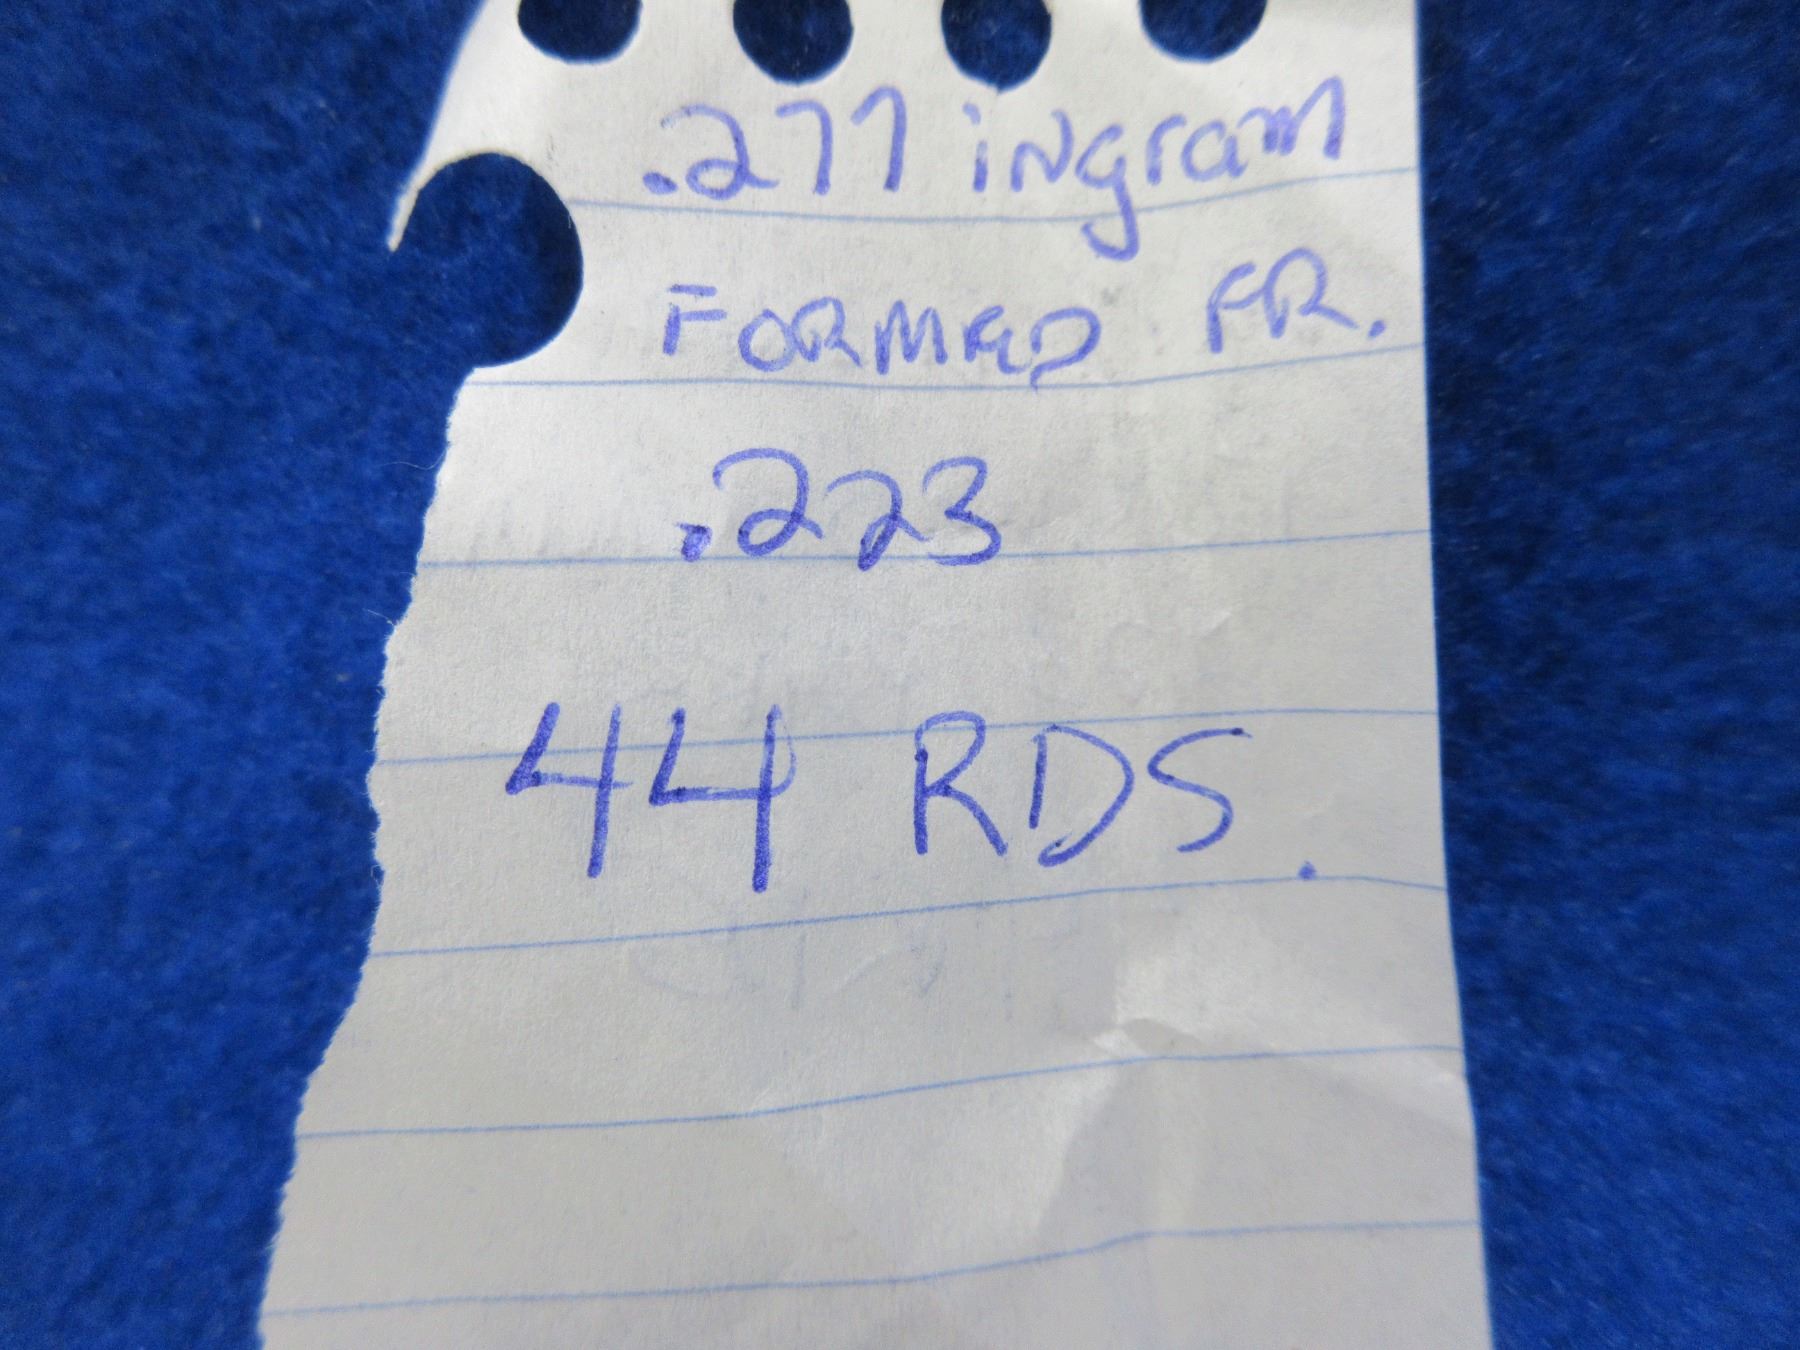 .277 iNgram
FORMED FR.
.223
44 RDS.